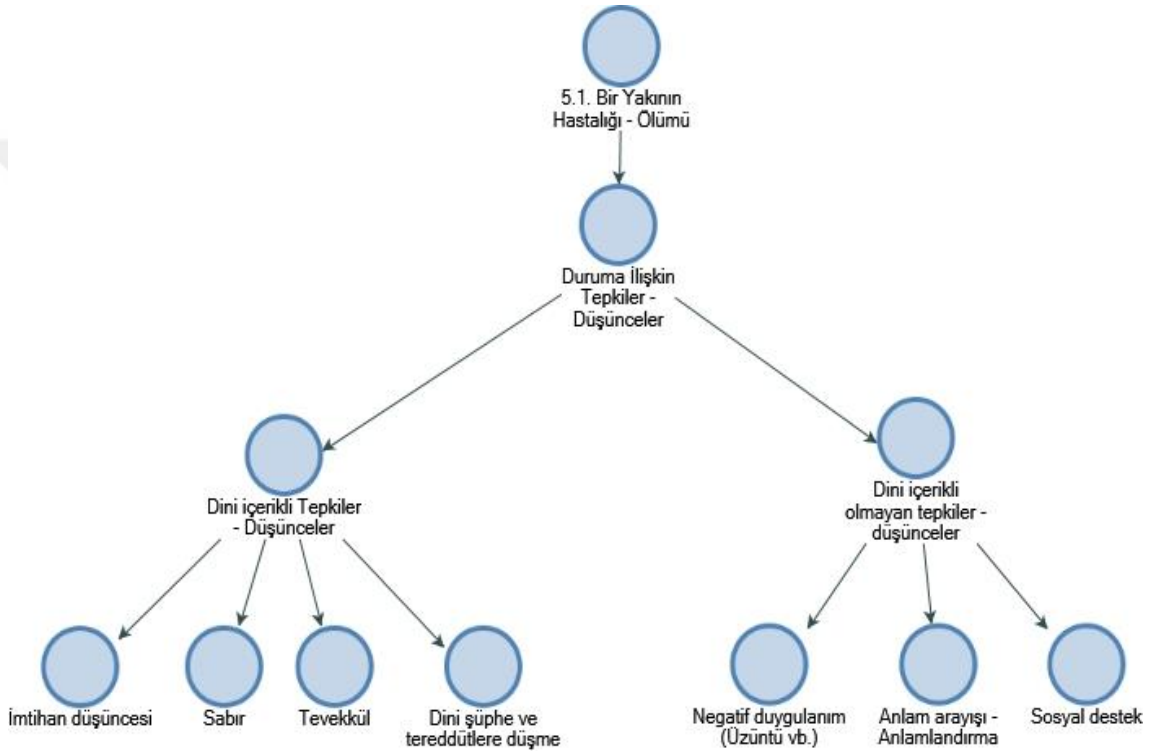 5.1. Bir Yakının
Hastalığı - Ölümü
Duruma İlişkin
Tepkiler -
Düşünceler
Dini içerikli Tepkiler
- Düşünceler
Dini içerikli
olmayan tepkiler -
düşünceler
İmtihan düşüncesi
Sabır
Tevekkül
Dini şüphe ve
tereddütlere düşme
Negatif duygulanım
(Üzüntü vb.)
Anlam arayışı -
Anlamlandırma
Sosyal destek